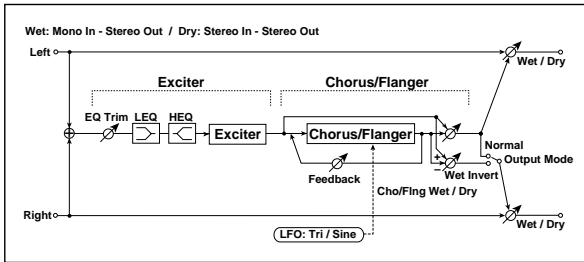 Wet: Mono In - Stereo Out / Dry: Stereo In - Stereo Out
Left
Wet / Dry
Exciter
Chorus/Flanger
EQ Trim
LEQ
HEQ
Exciter
Chorus/Flanger
Normal
Output Mode
+
−
Wet Invert
Feedback
Cho/Flng Wet / Dry
Right
Wet / Dry
LFO: Tri / Sine